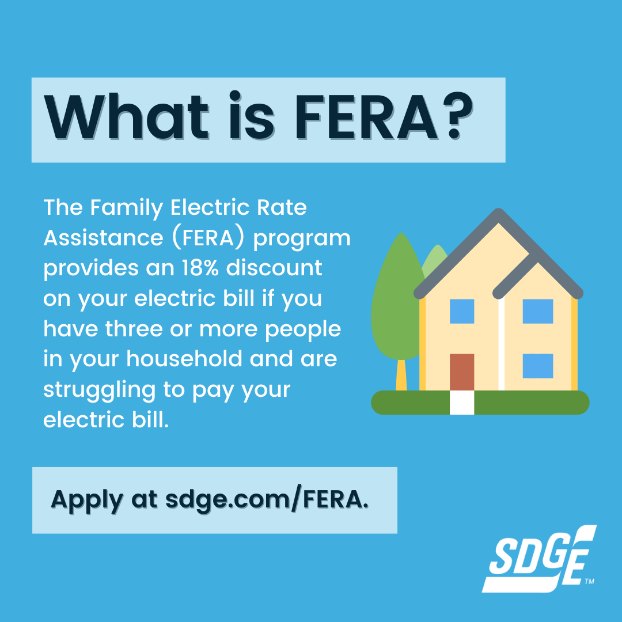 What is FERA?
The Family Electric Rate
Assistance (FERA) program
provides an 18% discount
on your electric bill if you
have three or more people
in your household and are
struggling to pay your
electric bill.
Apply at sdge.com/FERA.
SDGE
TM